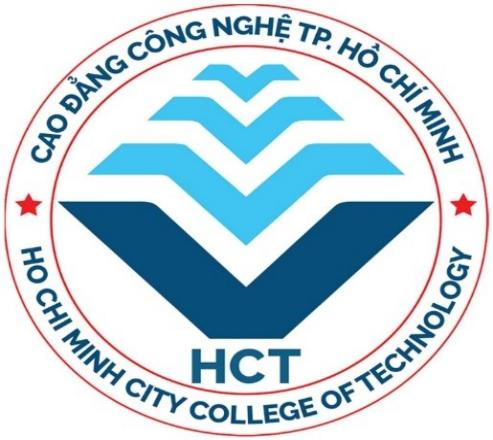 CAO ĐẲNG CÔNG NGHỆ TP. HỒ CHÍ MINH
HCT
HO CHI MINH CITY COLLEGE OF TECHNOLOGY